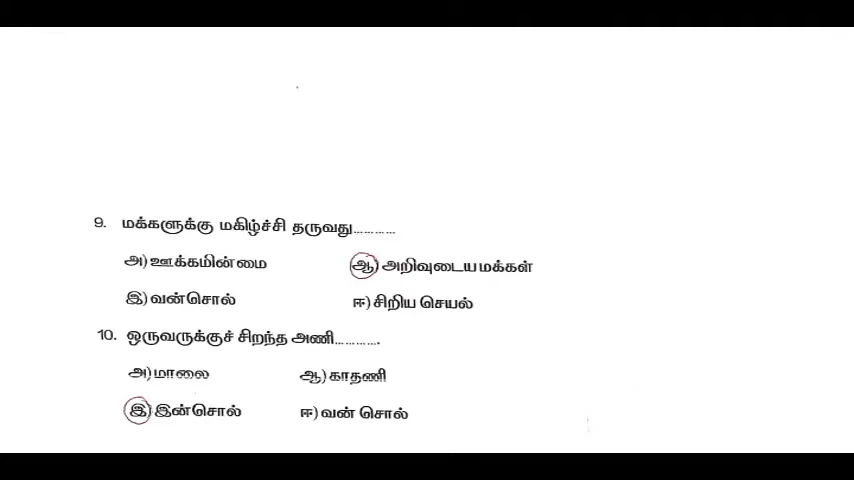 9. மக்களுக்கு மகிழ்ச்சி தருவது...........
அ) ஊக்கமின்மை ஆ) அறிவுடைய மக்கள்
இ) வன்சொல் ஈ) சிறிய செயல்
10. ஒருவருக்குச் சிறந்த அணி............
அ) மாலை ஆ) காதணி
இ) இன்சொல் ஈ) வன் சொல்